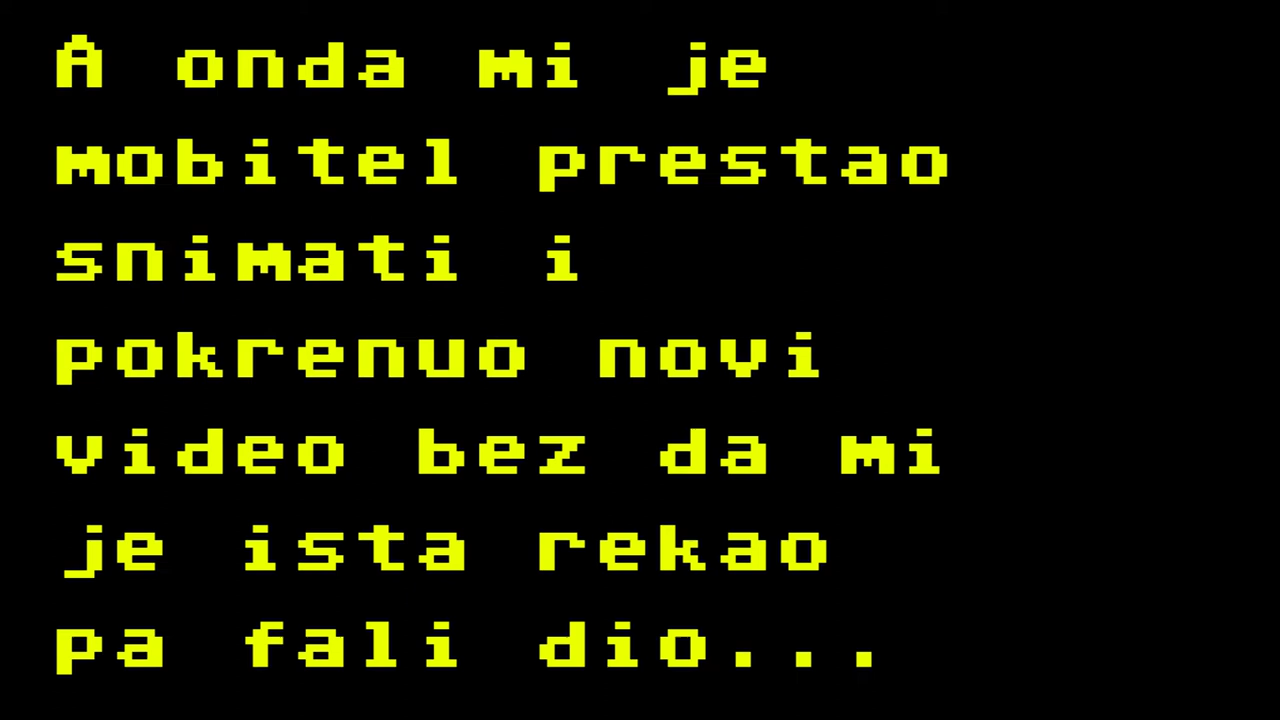 A onda mi je
mobitel prestao
snimati i
pokrenuo novi
video bez da mi
je ista rekao
pa fali dio...